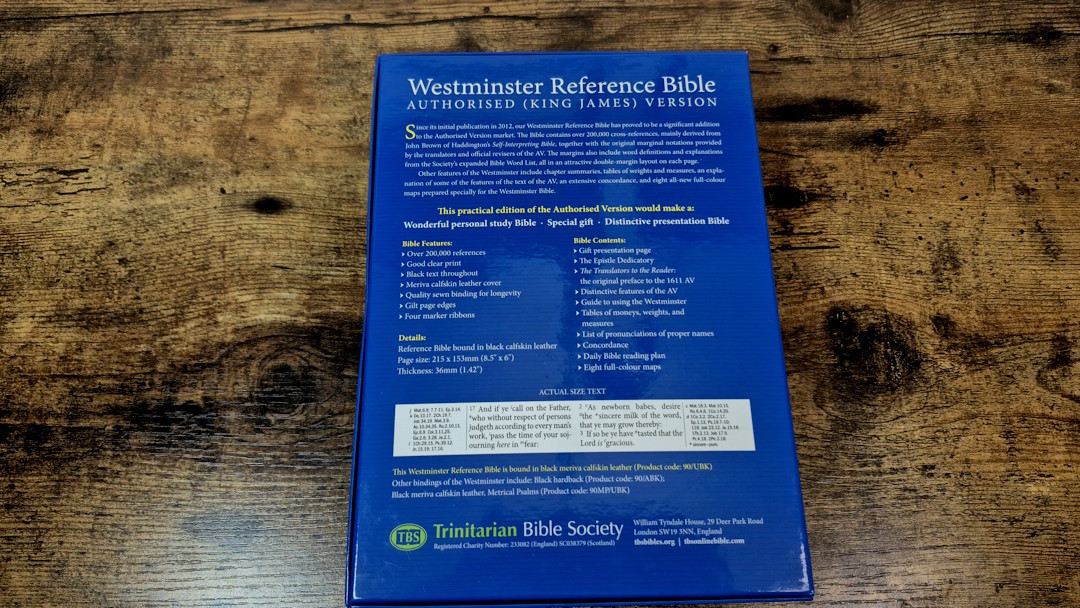 Westminster Reference Bible
AUTHORISED (KING JAMES) VERSION
Since its initial publication in 2012, our Westminster Reference Bible has proved to be a significant addition
to the Authorised Version market. The Bible contains over 200,000 cross-references, mainly derived from
John Brown of Haddington's Self-Interpreting Bible, together with the original marginal notations provided
by the translators and official revisers of the AV. The margins also include word definitions and explanations
from the Society's expanded Bible Word List, all in an attractive double-margin layout on each page.
Other features of the Westminster include chapter summaries, tables of weights and measures, an expla-
nation of some of the features of the text of the AV, an extensive concordance, and eight all-new full-colour
maps prepared specially for the Westminster Bible.
This practical edition of the Authorised Version would make a:
Wonderful personal study Bible · Special gift · Distinctive presentation Bible
Bible Features:
‣ Over 200,000 references
‣ Good clear print
‣ Black text throughout
‣ Meriva calfskin leather cover
‣ Quality sewn binding for longevity
‣ Gilt page edges
‣ Four marker ribbons
Details:
Reference Bible bound in black calfskin leather
Page size: 215 x 153mm (8.5" x 6")
Thickness: 36mm (1.42")
Bible Contents:
‣ Gift presentation page
‣ The Epistle Dedicatory
‣ The Translators to the Reader:
the original preface to the 1611 AV
‣ Distinctive features of the AV
‣ Guide to using the Westminster
‣ Tables of moneys, weights, and
measures
‣ List of pronunciations of proper names
‣ Concordance
‣ Daily Bible reading plan
‣ Eight full-colour maps
ACTUAL SIZE TEXT
17 And if ye call on the Father,
who without respect of persons
judgeth according to every man's
work, pass the time of your soj-
ourning here in fear:
2 As newborn babes, desire
the sincere milk of the word,
that ye may grow thereby:
3 If so be ye have tasted that the
Lord is gracious.
This Westminster Reference Bible is bound in black meriva calfskin leather (Product code: 90/UBK)
Other bindings of the Westminster include: Black hardback (Product code: 90/ABK);
Black meriva calfskin leather, Metrical Psalms (Product code: 90MP/UBK)
TBS
Trinitarian Bible Society
Registered Charity Number: 233082 (England) SC038379 (Scotland)
William Tyndale House, 29 Deer Park Road
London SW19 3NN, England
tbsbibles.org | tbsonlinebible.com